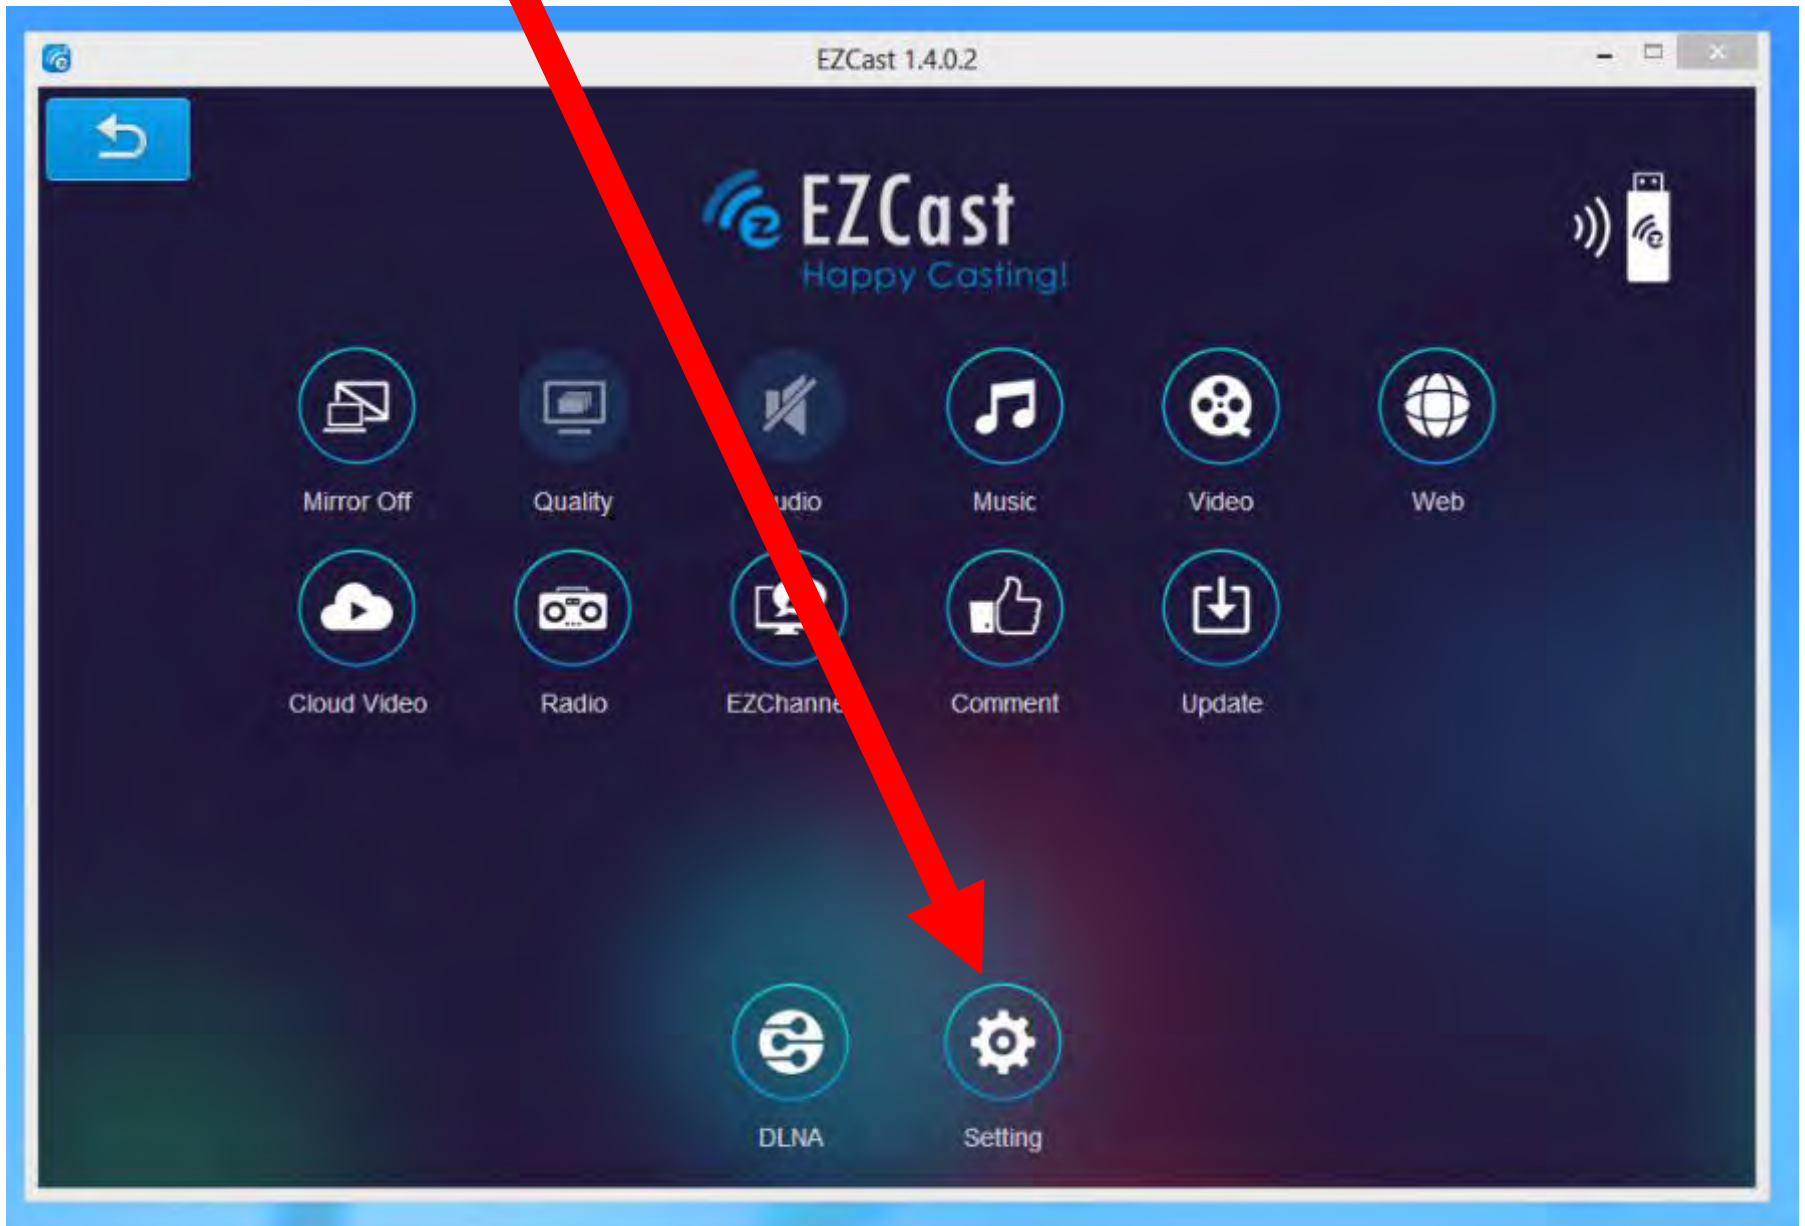 EZCast 1.4.0.2
EZCast
Happy Casting!
Mirror Off Quality Music Video Web
Cloud Video Radio Comment Update
DLNA Setting